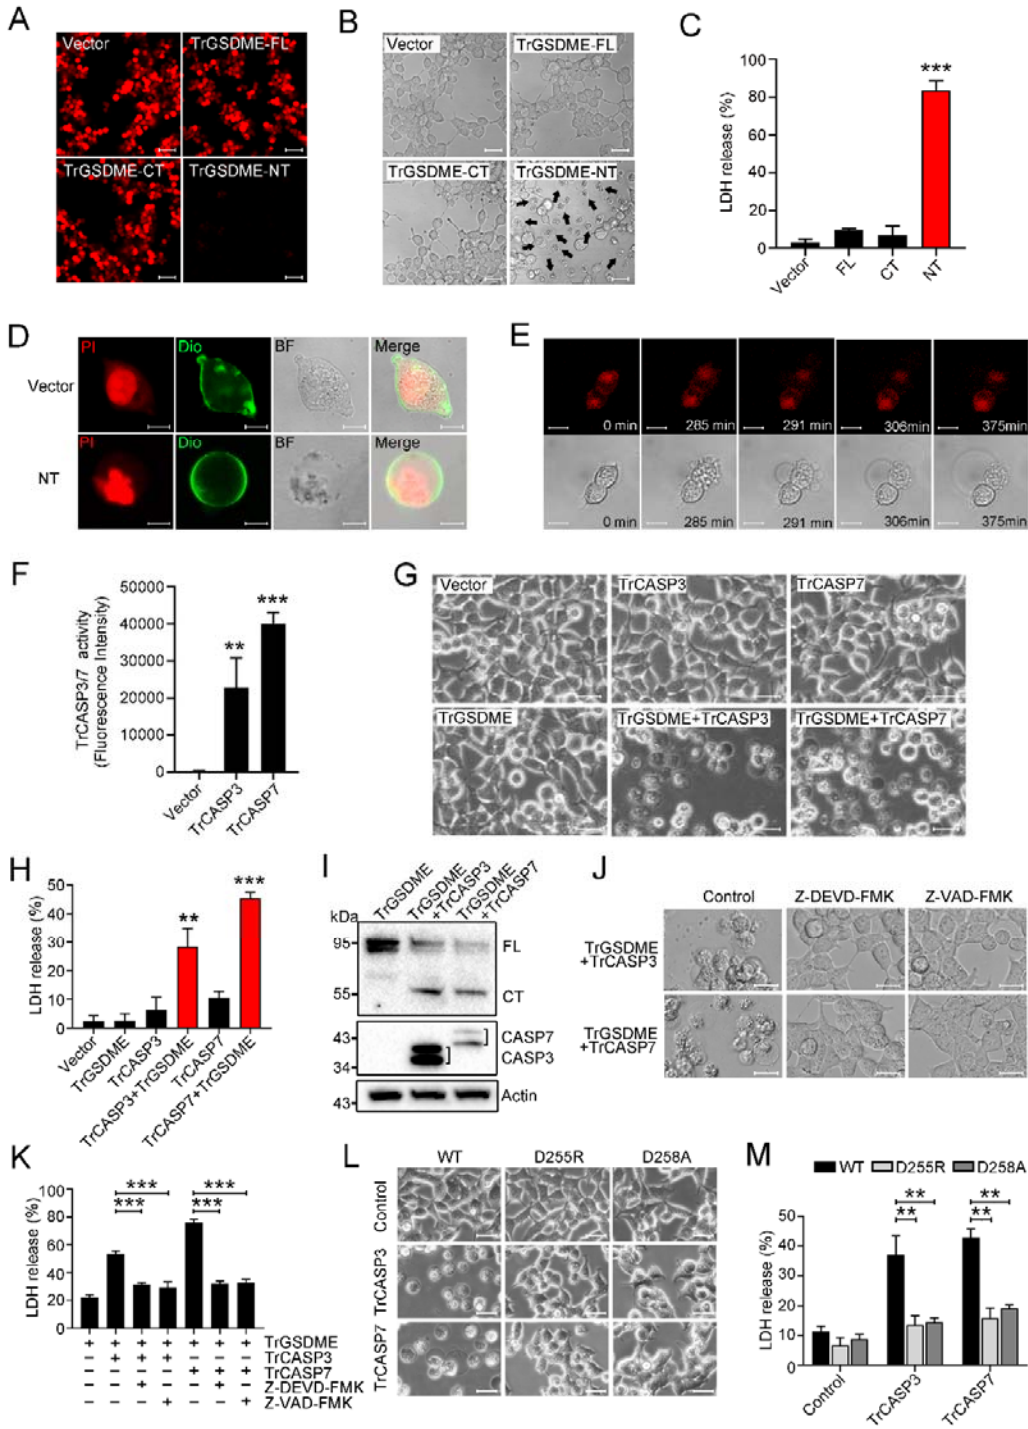 A
Vector
TrGSDME-FL
TrGSDME-CT
TrGSDME-NT
B
Vector
TrGSDME-FL
TrGSDME-CT
TrGSDME-NT
C
LDH release (%)
100
80
60
40
20
0
***
Vector
FL
CT
NT
D
PI
Dio
BF
Merge
Vector
PI
Dio
BF
Merge
NT
E
0 min
285 min
291 min
306min
375min
0 min
285 min
291 min
306min
375min
F
TrCASP3/7 activity
(Fluorescence Intensity)
50000
40000
30000
20000
10000
0
**
***
Vector
TrCASP3
TrCASP7
G
Vector
TrCASP3
TrCASP7
TrGSDME
TrGSDME+TrCASP3
TrGSDME+TrCASP7
H
LDH release (%)
50
40
30
20
10
0
**
***
Vector
TrGSDME
TrCASP3
TrCASP3+TrGSDME
TrCASP7
TrCASP7+TrGSDME
I
TrGSDME
TrGSDME
+TrCASP3
TrGSDME
+TrCASP7
kDa
95
FL
55
CT
43
CASP7
CASP3
34
43
Actin
J
Control
Z-DEVD-FMK
Z-VAD-FMK
TrGSDME
+TrCASP3
TrGSDME
+TrCASP7
K
LDH release (%)
100
80
60
40
20
0
***
***
***
***
+ + + + + + + TrGSDME
− + + + − − − TrCASP3
− − − − + + + TrCASP7
− − + − − + − Z-DEVD-FMK
− − − + − − + Z-VAD-FMK
L
WT
D255R
D258A
Control
TrCASP3
TrCASP7
M
WT
D255R
D258A
LDH release (%)
50
40
30
20
10
0
**
**
**
**
Control
TrCASP3
TrCASP7